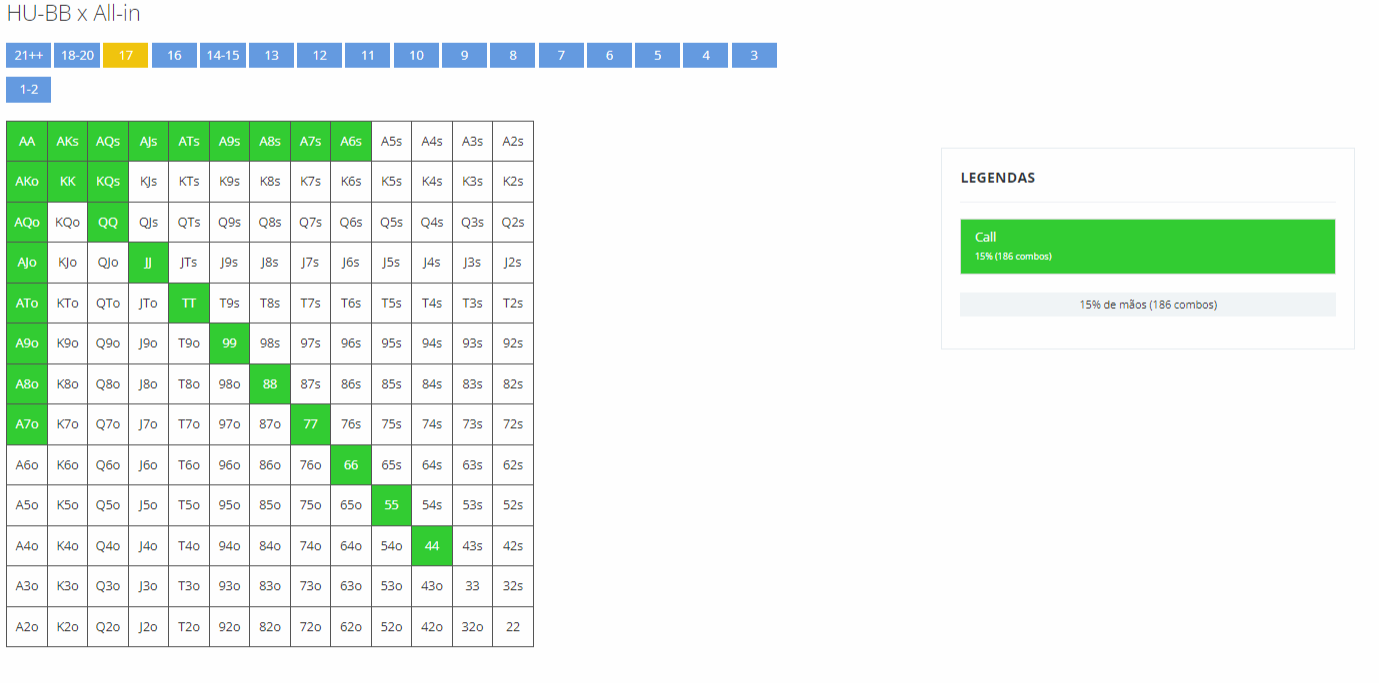 HU-BB x All-in
21++ 18-20 17 16 14-15 13 12 11 10 9 8 7 6 5 4 3
1-2
AA AKs AQs AJs ATs A9s A8s A7s A6s A5s A4s A3s A2s
AKo KK KQs KJs KTs K9s K8s K7s K6s K5s K4s K3s K2s
AQo KQo QQ QJs QTs Q9s Q8s Q7s Q6s Q5s Q4s Q3s Q2s
AJo KJo QJo JJ JTs J9s J8s J7s J6s J5s J4s J3s J2s
ATo KTo QTo JTo TT T9s T8s T7s T6s T5s T4s T3s T2s
A9o K9o Q9o J9o T9o 99 98s 97s 96s 95s 94s 93s 92s
A8o K8o Q8o J8o T8o 98o 88 87s 86s 85s 84s 83s 82s
A7o K7o Q7o J7o T7o 97o 87o 77 76s 75s 74s 73s 72s
A6o K6o Q6o J6o T6o 96o 86o 76o 66 65s 64s 63s 62s
A5o K5o Q5o J5o T5o 95o 85o 75o 65o 55 54s 53s 52s
A4o K4o Q4o J4o T4o 94o 84o 74o 64o 54o 44 43s 42s
A3o K3o Q3o J3o T3o 93o 83o 73o 63o 53o 43o 33 32s
A2o K2o Q2o J2o T2o 92o 82o 72o 62o 52o 42o 32o 22
LEGENDAS
Call
15% (186 combos)
15% de mãos (186 combos)